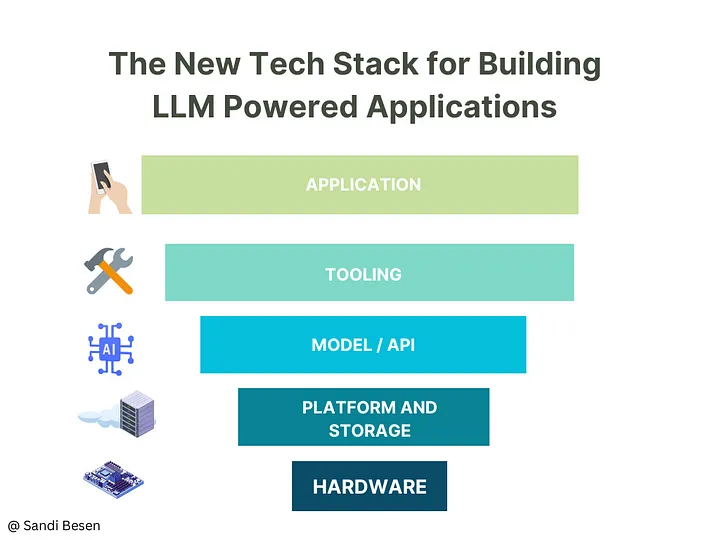 The New Tech Stack for Building
LLM Powered Applications
APPLICATION
TOOLING
MODEL / API
AI
PLATFORM AND
STORAGE
HARDWARE
@ Sandi Besen